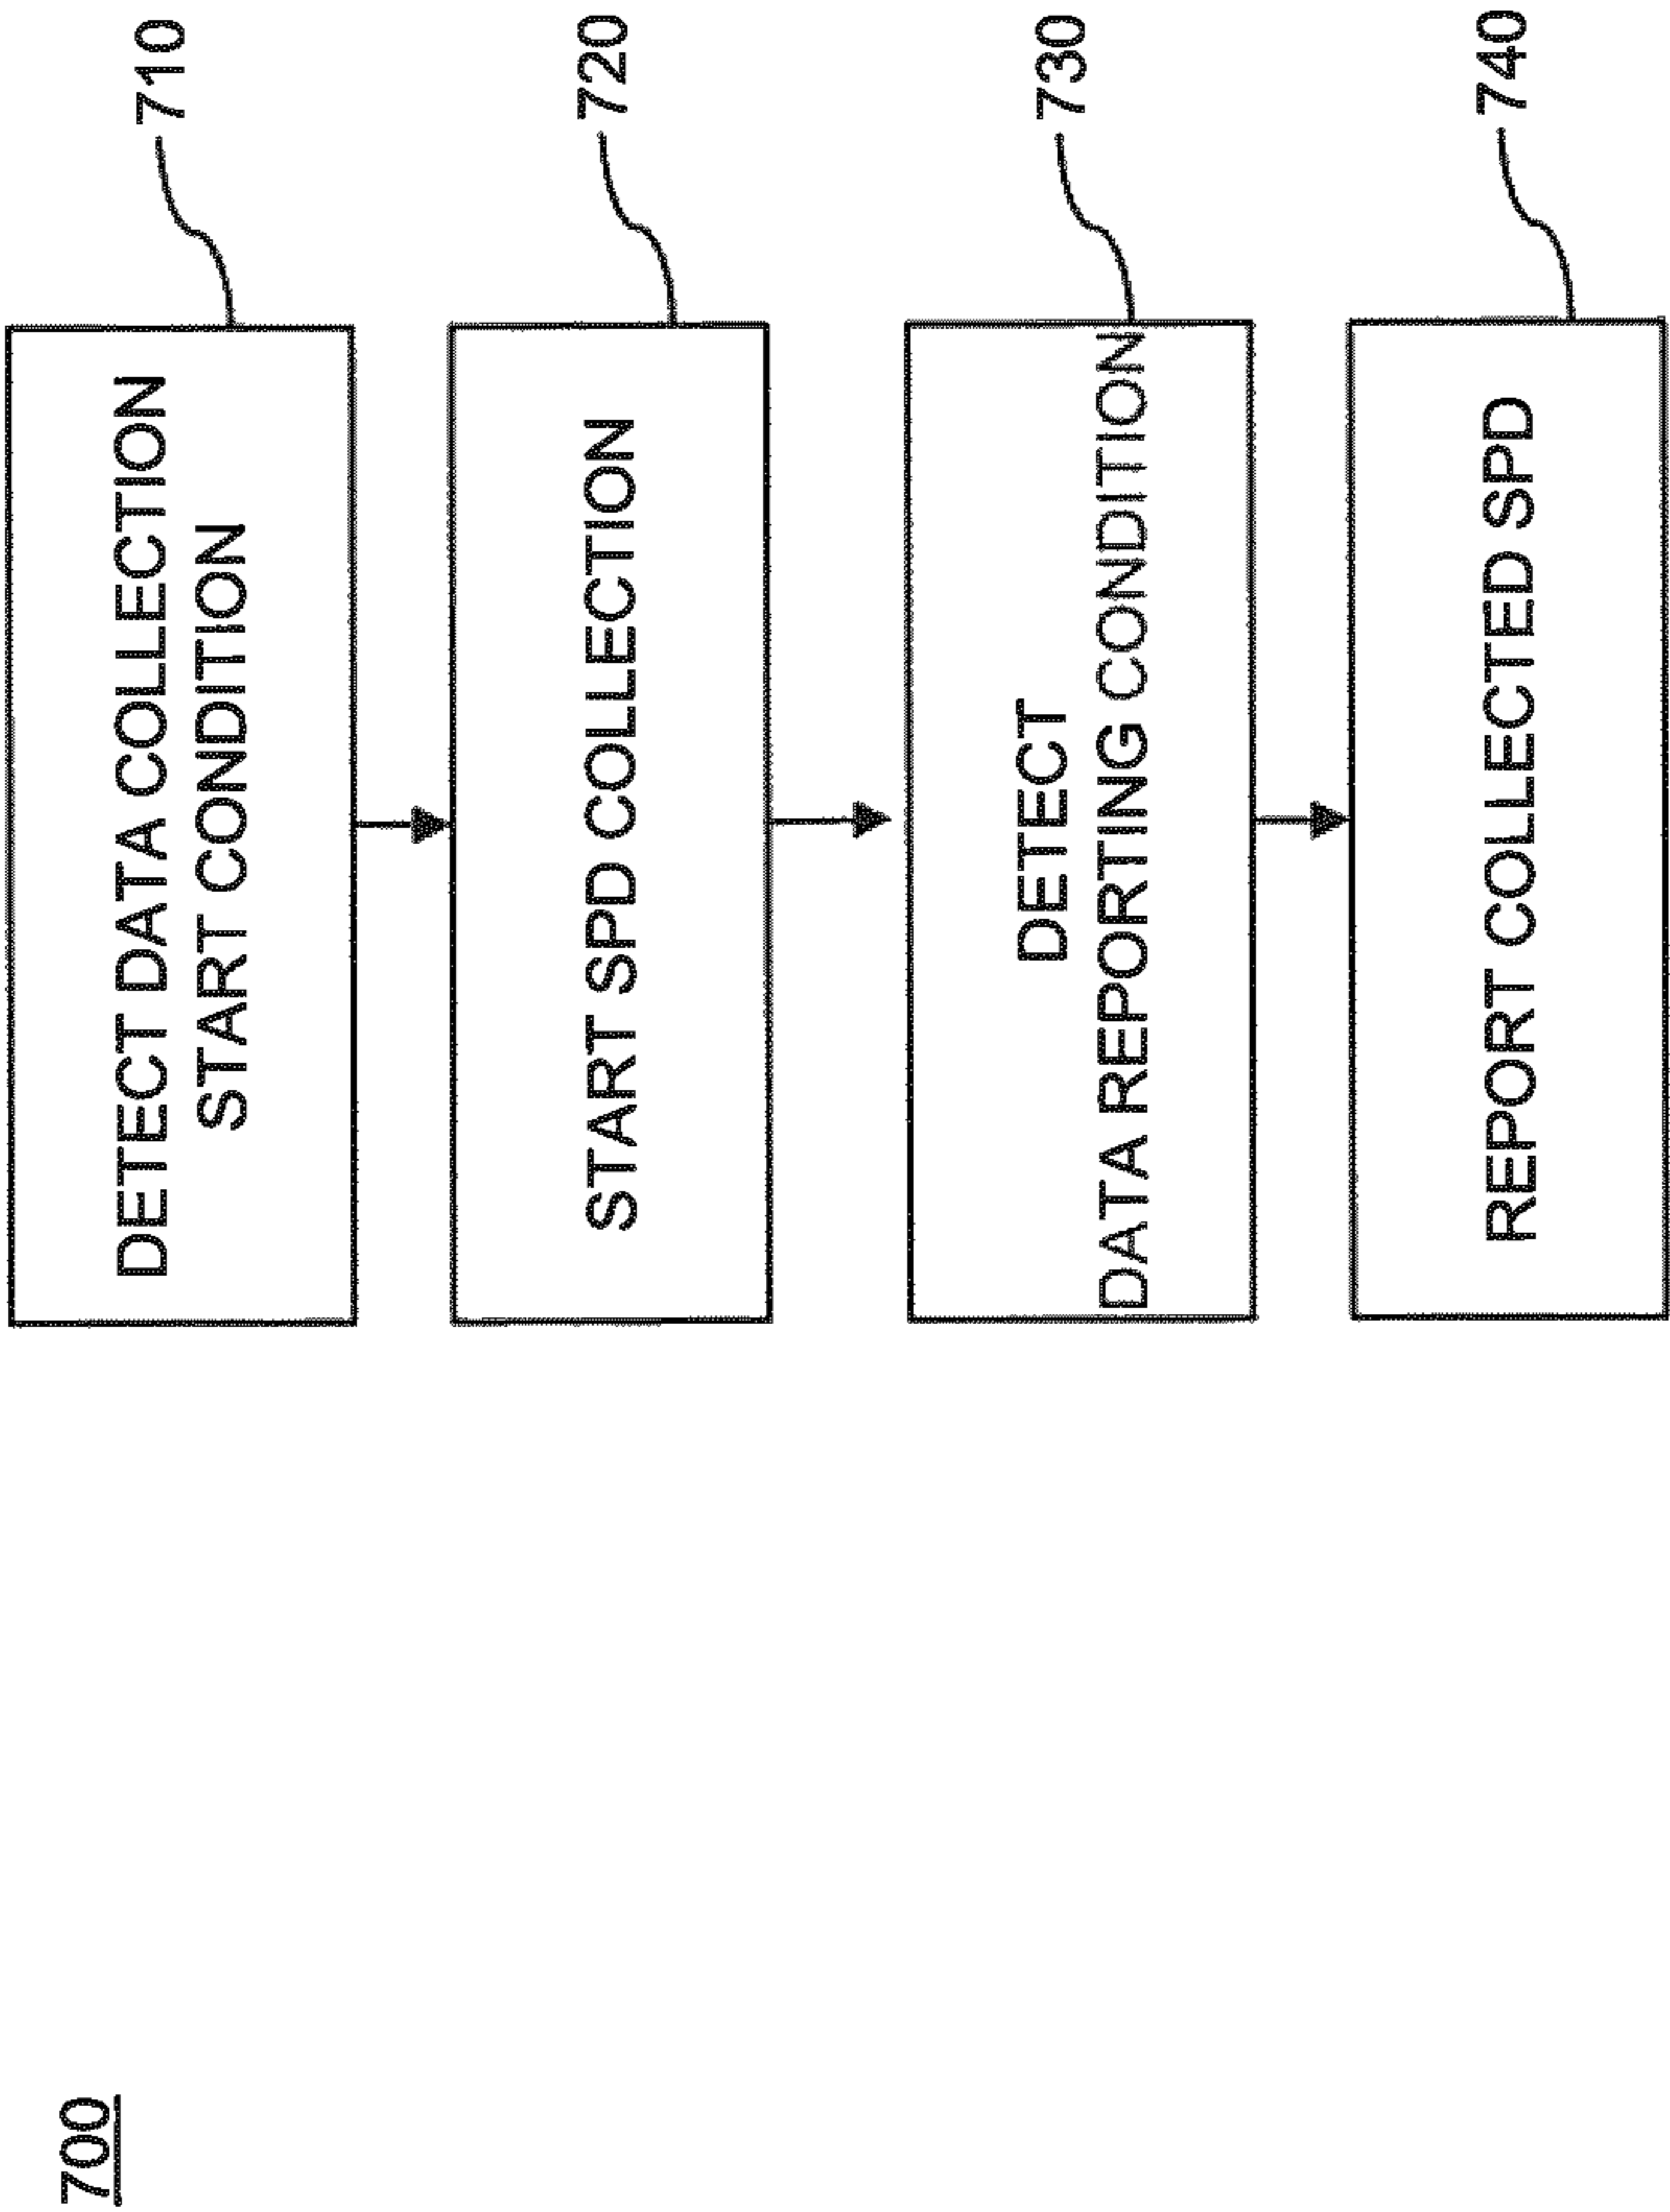 700
DETECT DATA COLLECTION
START CONDITION
710
START SPD COLLECTION
720
DETECT
DATA REPORTING CONDITION
730
REPORT COLLECTED SPD
740